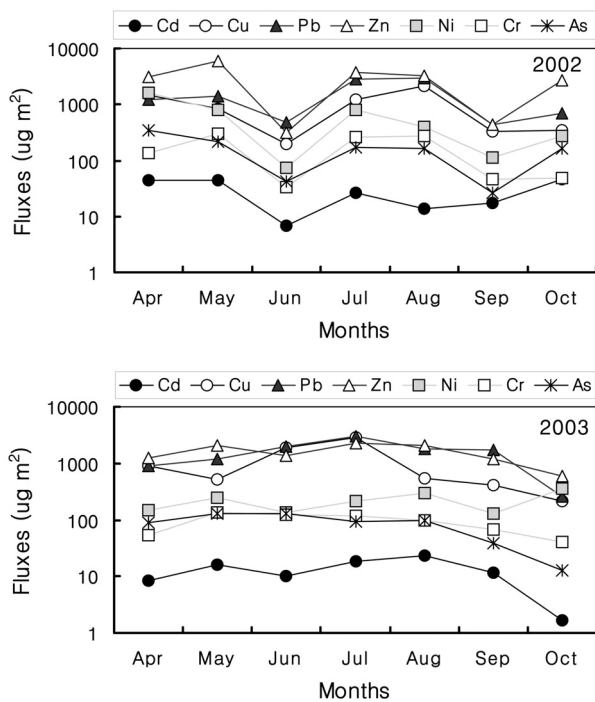 Cd Cu Pb Zn Ni Cr As
2002
Fluxes (ug m²)
10000
1000
100
10
1
Apr May Jun Jul Aug Sep Oct
Months
Cd Cu Pb Zn Ni Cr As
2003
Fluxes (ug m²)
10000
1000
100
10
1
Apr May Jun Jul Aug Sep Oct
Months